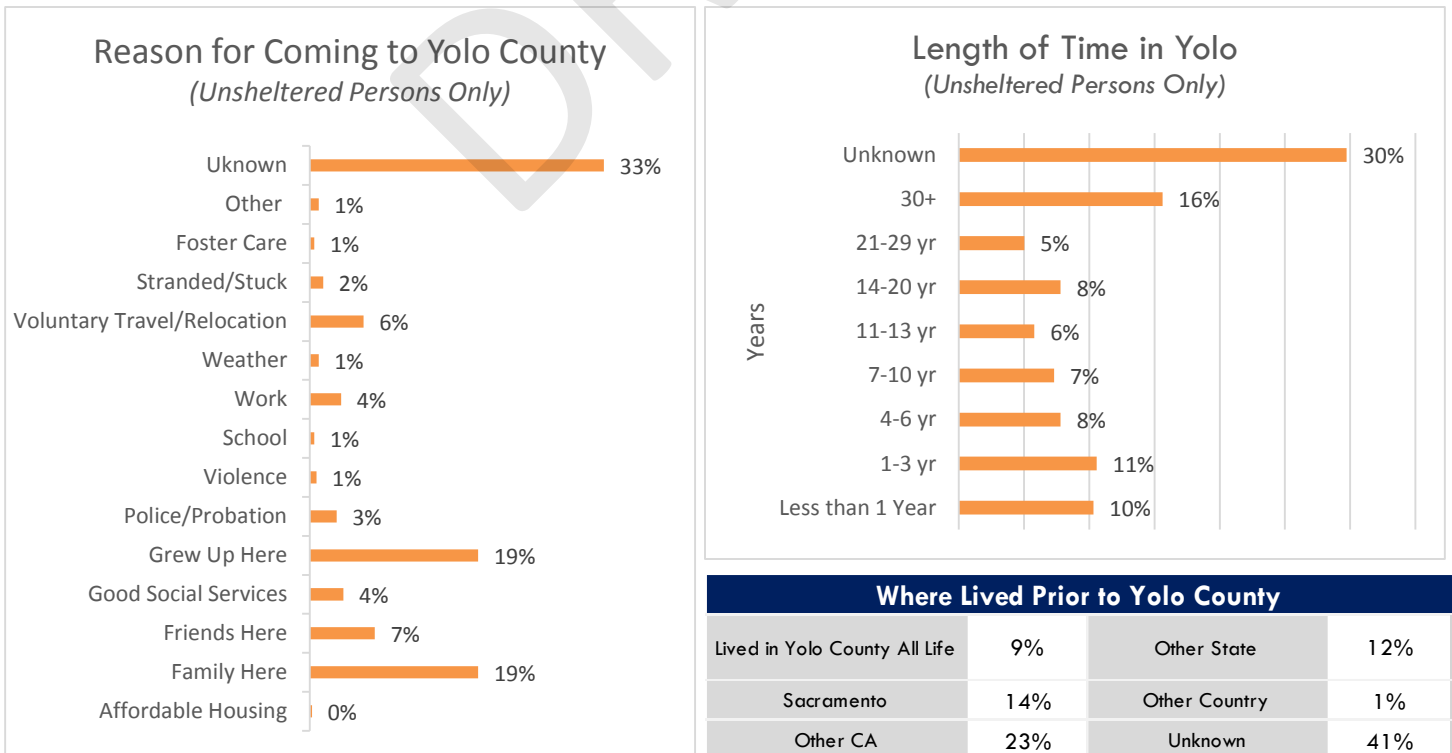 Reason for Coming to Yolo County
(Unsheltered Persons Only)
Uknown 33%
Other 1%
Foster Care 1%
Stranded/Stuck 2%
Voluntary Travel/Relocation 6%
Weather 1%
Work 4%
School 1%
Violence 1%
Police/Probation 3%
Grew Up Here 19%
Good Social Services 4%
Friends Here 7%
Family Here 19%
Affordable Housing 0%
Length of Time in Yolo
(Unsheltered Persons Only)
Years
Unknown 30%
30+ 16%
21-29 yr 5%
14-20 yr 8%
11-13 yr 6%
7-10 yr 7%
4-6 yr 8%
1-3 yr 11%
Less than 1 Year 10%
Where Lived Prior to Yolo County
Lived in Yolo County All Life 9% Other State 12%
Sacramento 14% Other Country 1%
Other CA 23% Unknown 41%